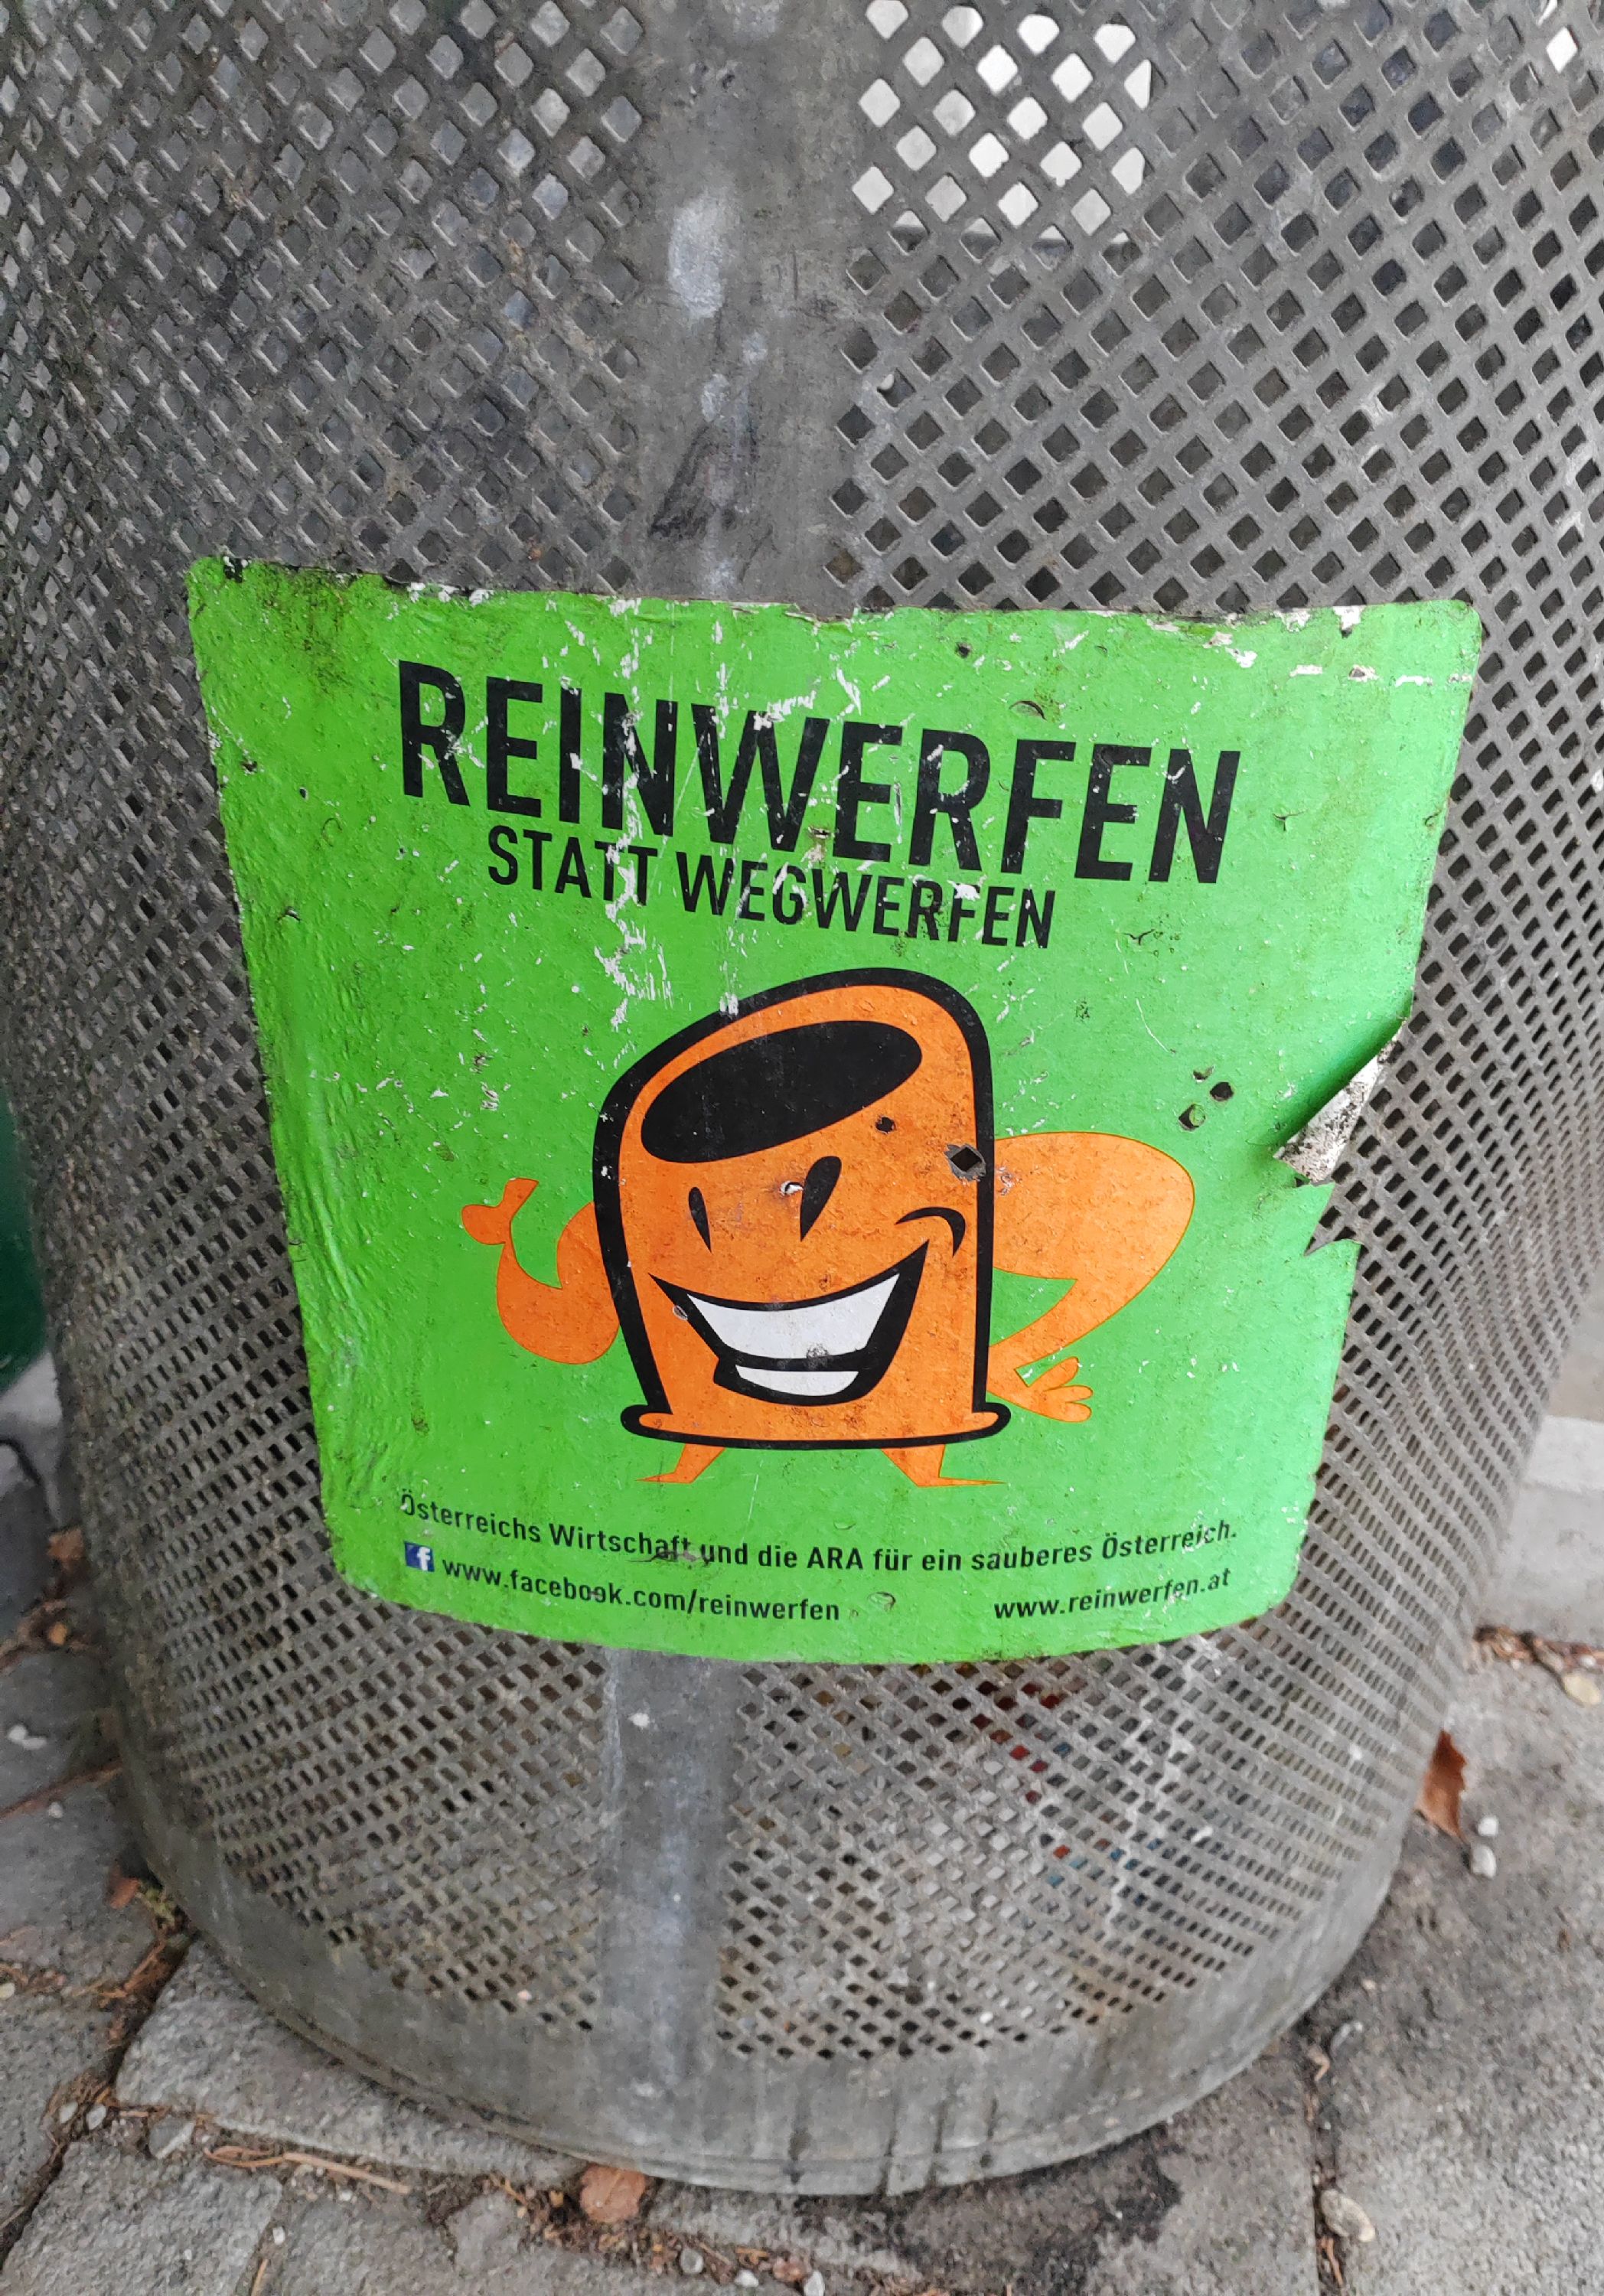 REINWERFEN
STATT WEGWERFEN
Österreichs Wirtschaft und die ARA für ein sauberes Österreich.
f www.facebook.com/reinwerfen www.reinwerfen.at